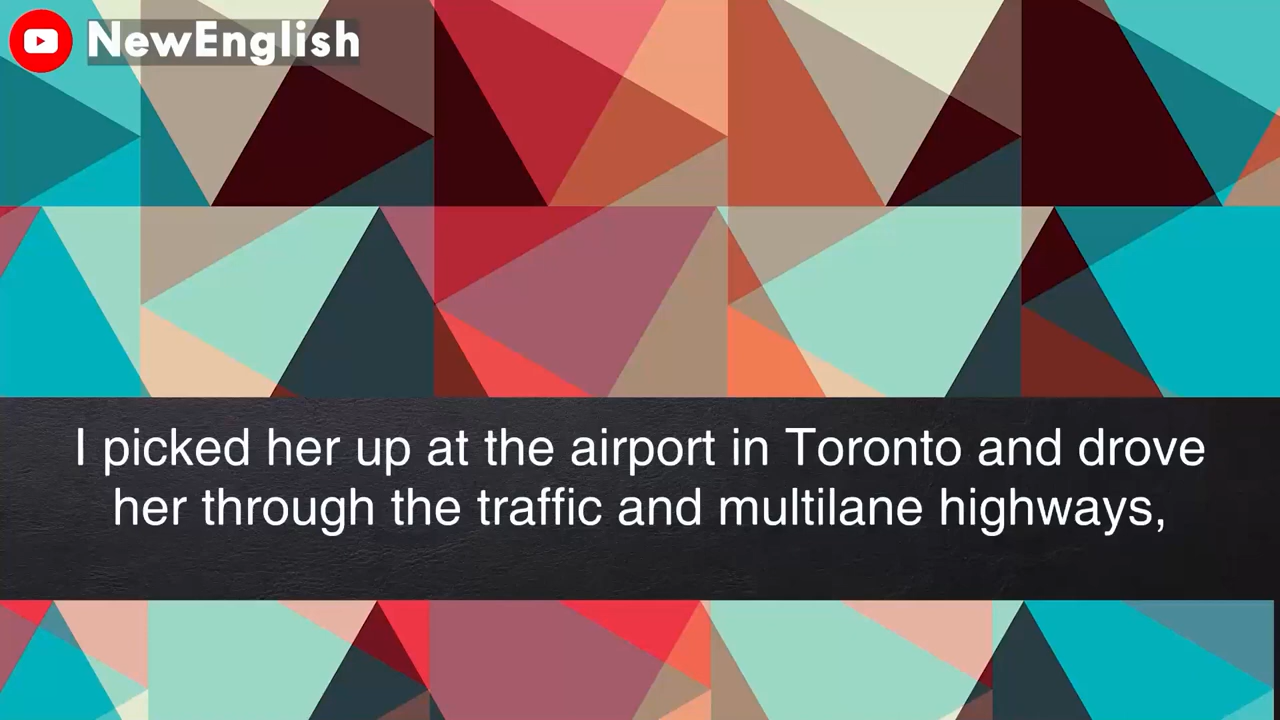 NewEnglish
I picked her up at the airport in Toronto and drove
her through the traffic and multilane highways,